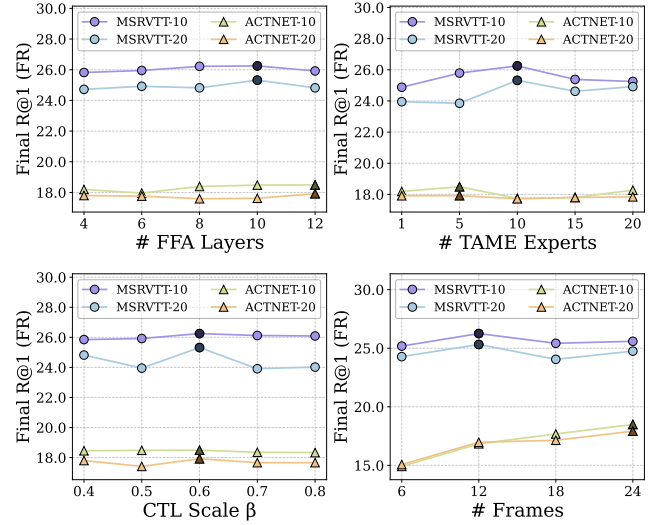 30.0
MSRVTT-10 ACTNET-10
MSRVTT-20 ACTNET-20
28.0
26.0
24.0
22.0
20.0
18.0
Final R@1 (FR)
4 6 8 10 12
# FFA Layers
30.0
MSRVTT-10 ACTNET-10
MSRVTT-20 ACTNET-20
28.0
26.0
24.0
22.0
20.0
18.0
Final R@1 (FR)
1 5 10 15 20
# TAME Experts
30.0
MSRVTT-10 ACTNET-10
MSRVTT-20 ACTNET-20
28.0
26.0
24.0
22.0
20.0
18.0
Final R@1 (FR)
0.4 0.5 0.6 0.7 0.8
CTL Scale β
30.0
MSRVTT-10 ACTNET-10
MSRVTT-20 ACTNET-20
25.0
20.0
15.0
Final R@1 (FR)
6 12 18 24
# Frames